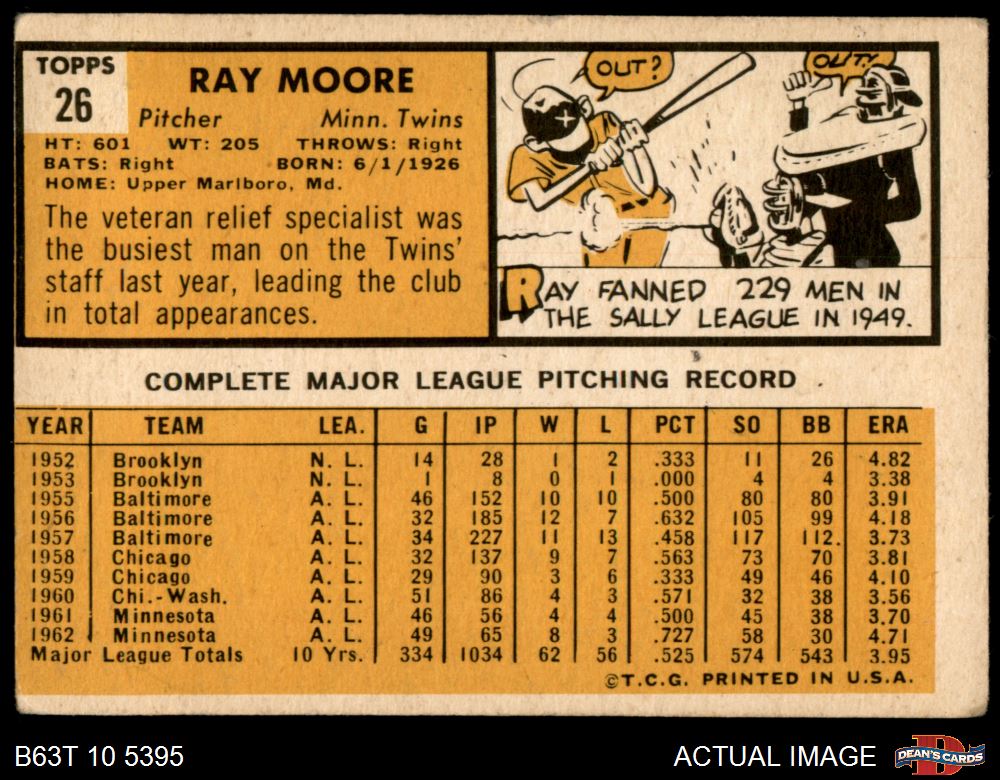 TOPPS
26
RAY MOORE
Pitcher Minn. Twins
HT: 601 WT: 205 THROWS: Right
BATS: Right BORN: 6/1/1926
HOME: Upper Marlboro, Md.
The veteran relief specialist was
the busiest man on the Twins'
staff last year, leading the club
in total appearances.
OUT?
OUT!
RAY FANNED 229 MEN IN
THE SALLY LEAGUE IN 1949.
COMPLETE MAJOR LEAGUE PITCHING RECORD
YEAR TEAM LEA. G IP W L PCT SO BB ERA
1952 Brooklyn N. L. 14 28 1 2 .333 11 26 4.82
1953 Brooklyn N. L. 1 8 0 1 .000 4 4 3.38
1955 Baltimore A. L. 46 152 10 10 .500 80 80 3.91
1956 Baltimore A. L. 32 185 12 7 .632 105 99 4.18
1957 Baltimore A. L. 34 227 11 13 .458 117 112. 3.73
1958 Chicago A. L. 32 137 9 7 .563 73 70 3.81
1959 Chicago A. L. 29 90 3 6 .333 49 46 4.10
1960 Chi.-Wash. A. L. 51 86 4 3 .571 32 38 3.56
1961 Minnesota A. L. 46 56 4 4 .500 45 38 3.70
1962 Minnesota A. L. 49 65 8 3 .727 58 30 4.71
Major League Totals 10 Yrs. 334 1034 62 56 .525 574 543 3.95
©T.C.G. PRINTED IN U.S.A.
B63T 10 5395
ACTUAL IMAGE
DEAN'S CARDS